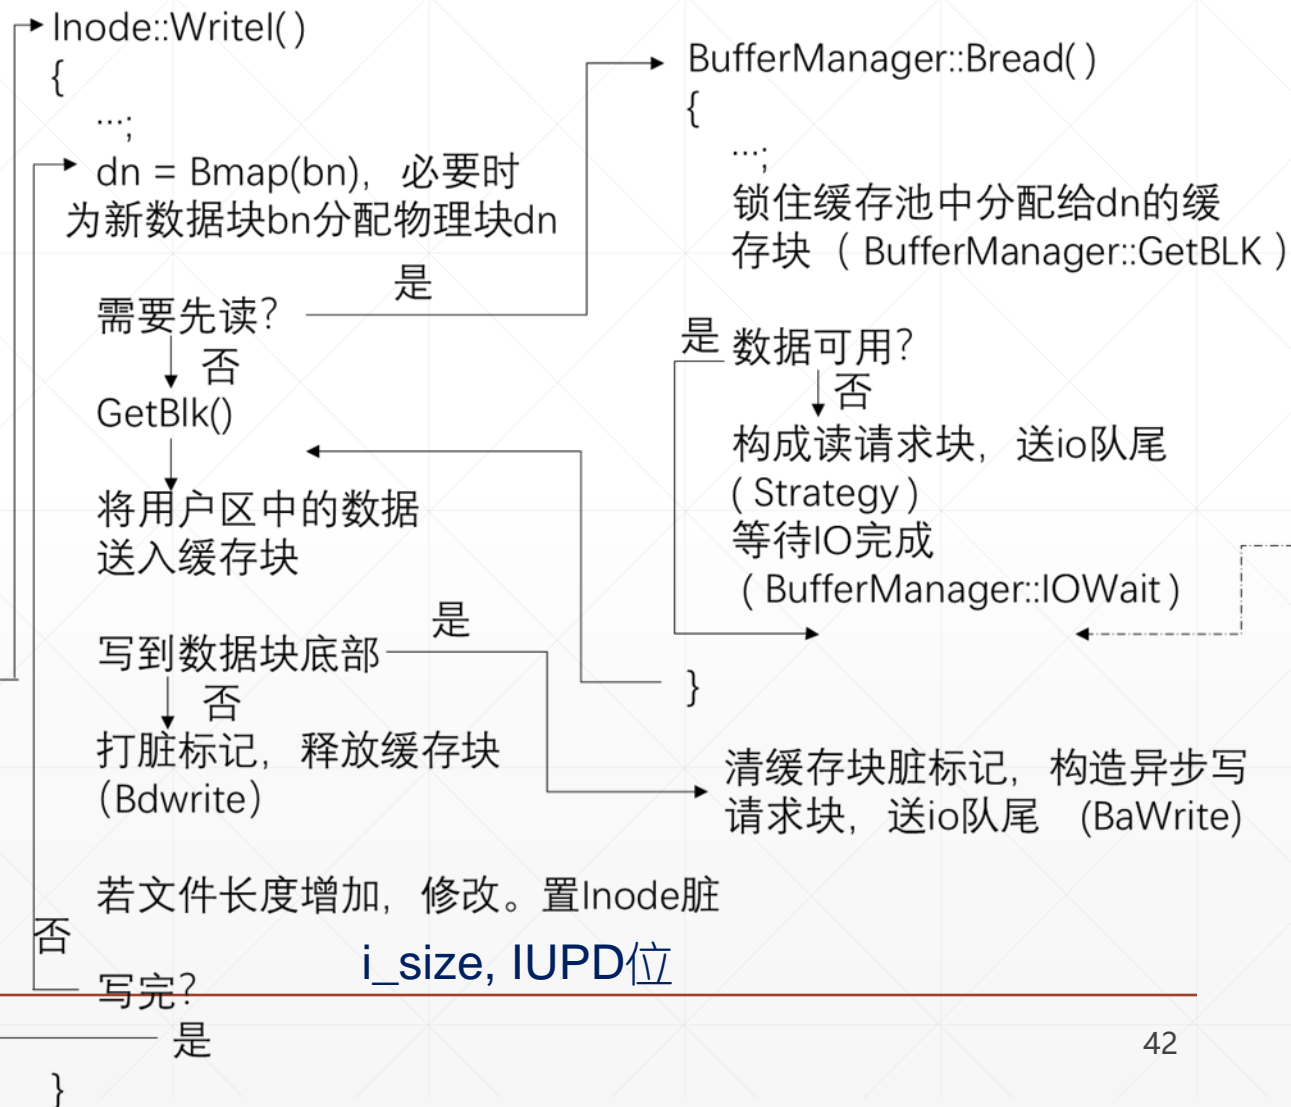 Inode::WriteI( )
{
…;
dn = Bmap(bn)，必要时
为新数据块bn分配物理块dn
是
需要先读?
否
GetBlk()
将用户区中的数据
送入缓存块
是
写到数据块底部
否
打脏标记，释放缓存块
（Bdwrite）
若文件长度增加，修改。置Inode脏
否
i_size, IUPD位
写完?
是
}
BufferManager::Bread( )
{
…;
锁住缓存池中分配给dn的缓
存块 （ BufferManager::GetBLK ）
是
数据可用?
否
构成读请求块，送io队尾
( Strategy )
等待IO完成
( BufferManager::IOWait )
}
清缓存块脏标记，构造异步写
请求块，送io队尾 (BaWrite)
42